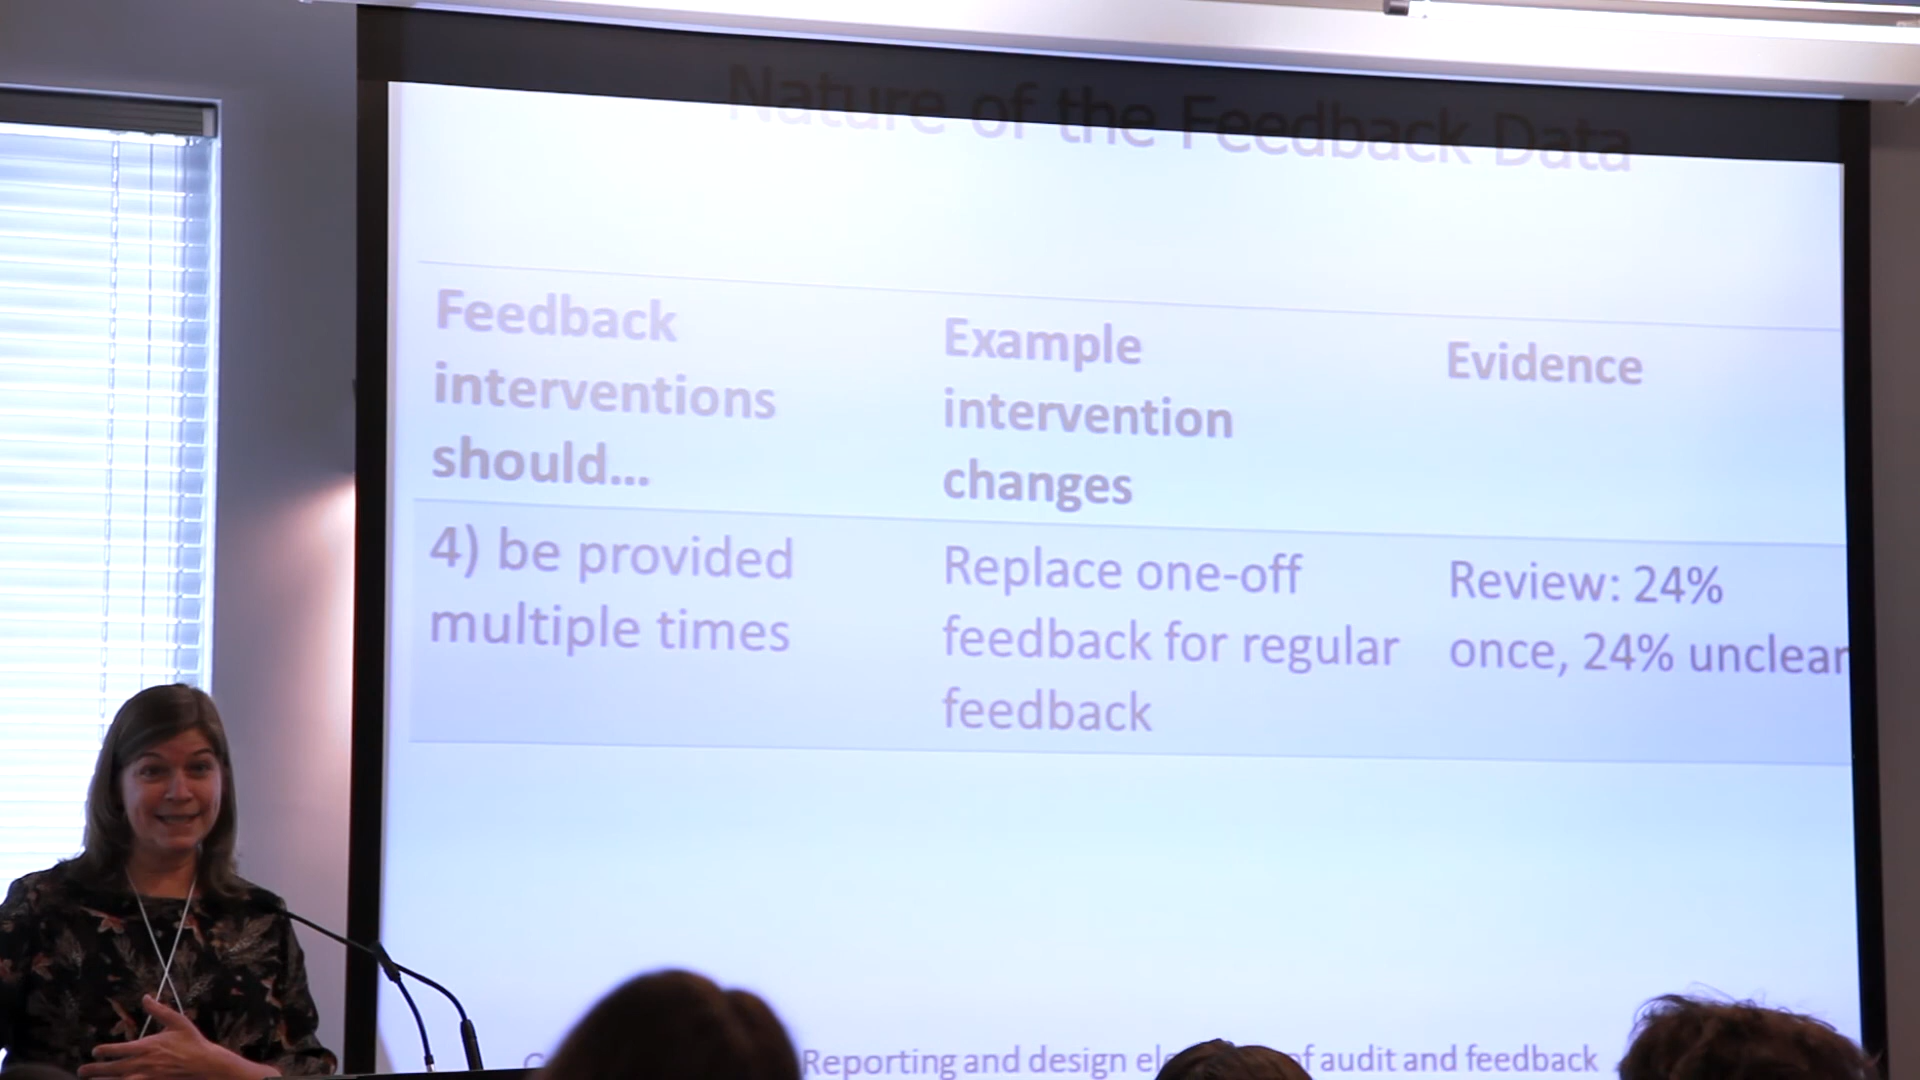 Nature of the Feedback Data
Feedback
interventions
should...
Example
intervention
changes
Evidence
4) be provided
multiple times
Replace one-off
feedback for regular
feedback
Review: 24%
once, 24% unclear
Reporting and design of audit and feedback